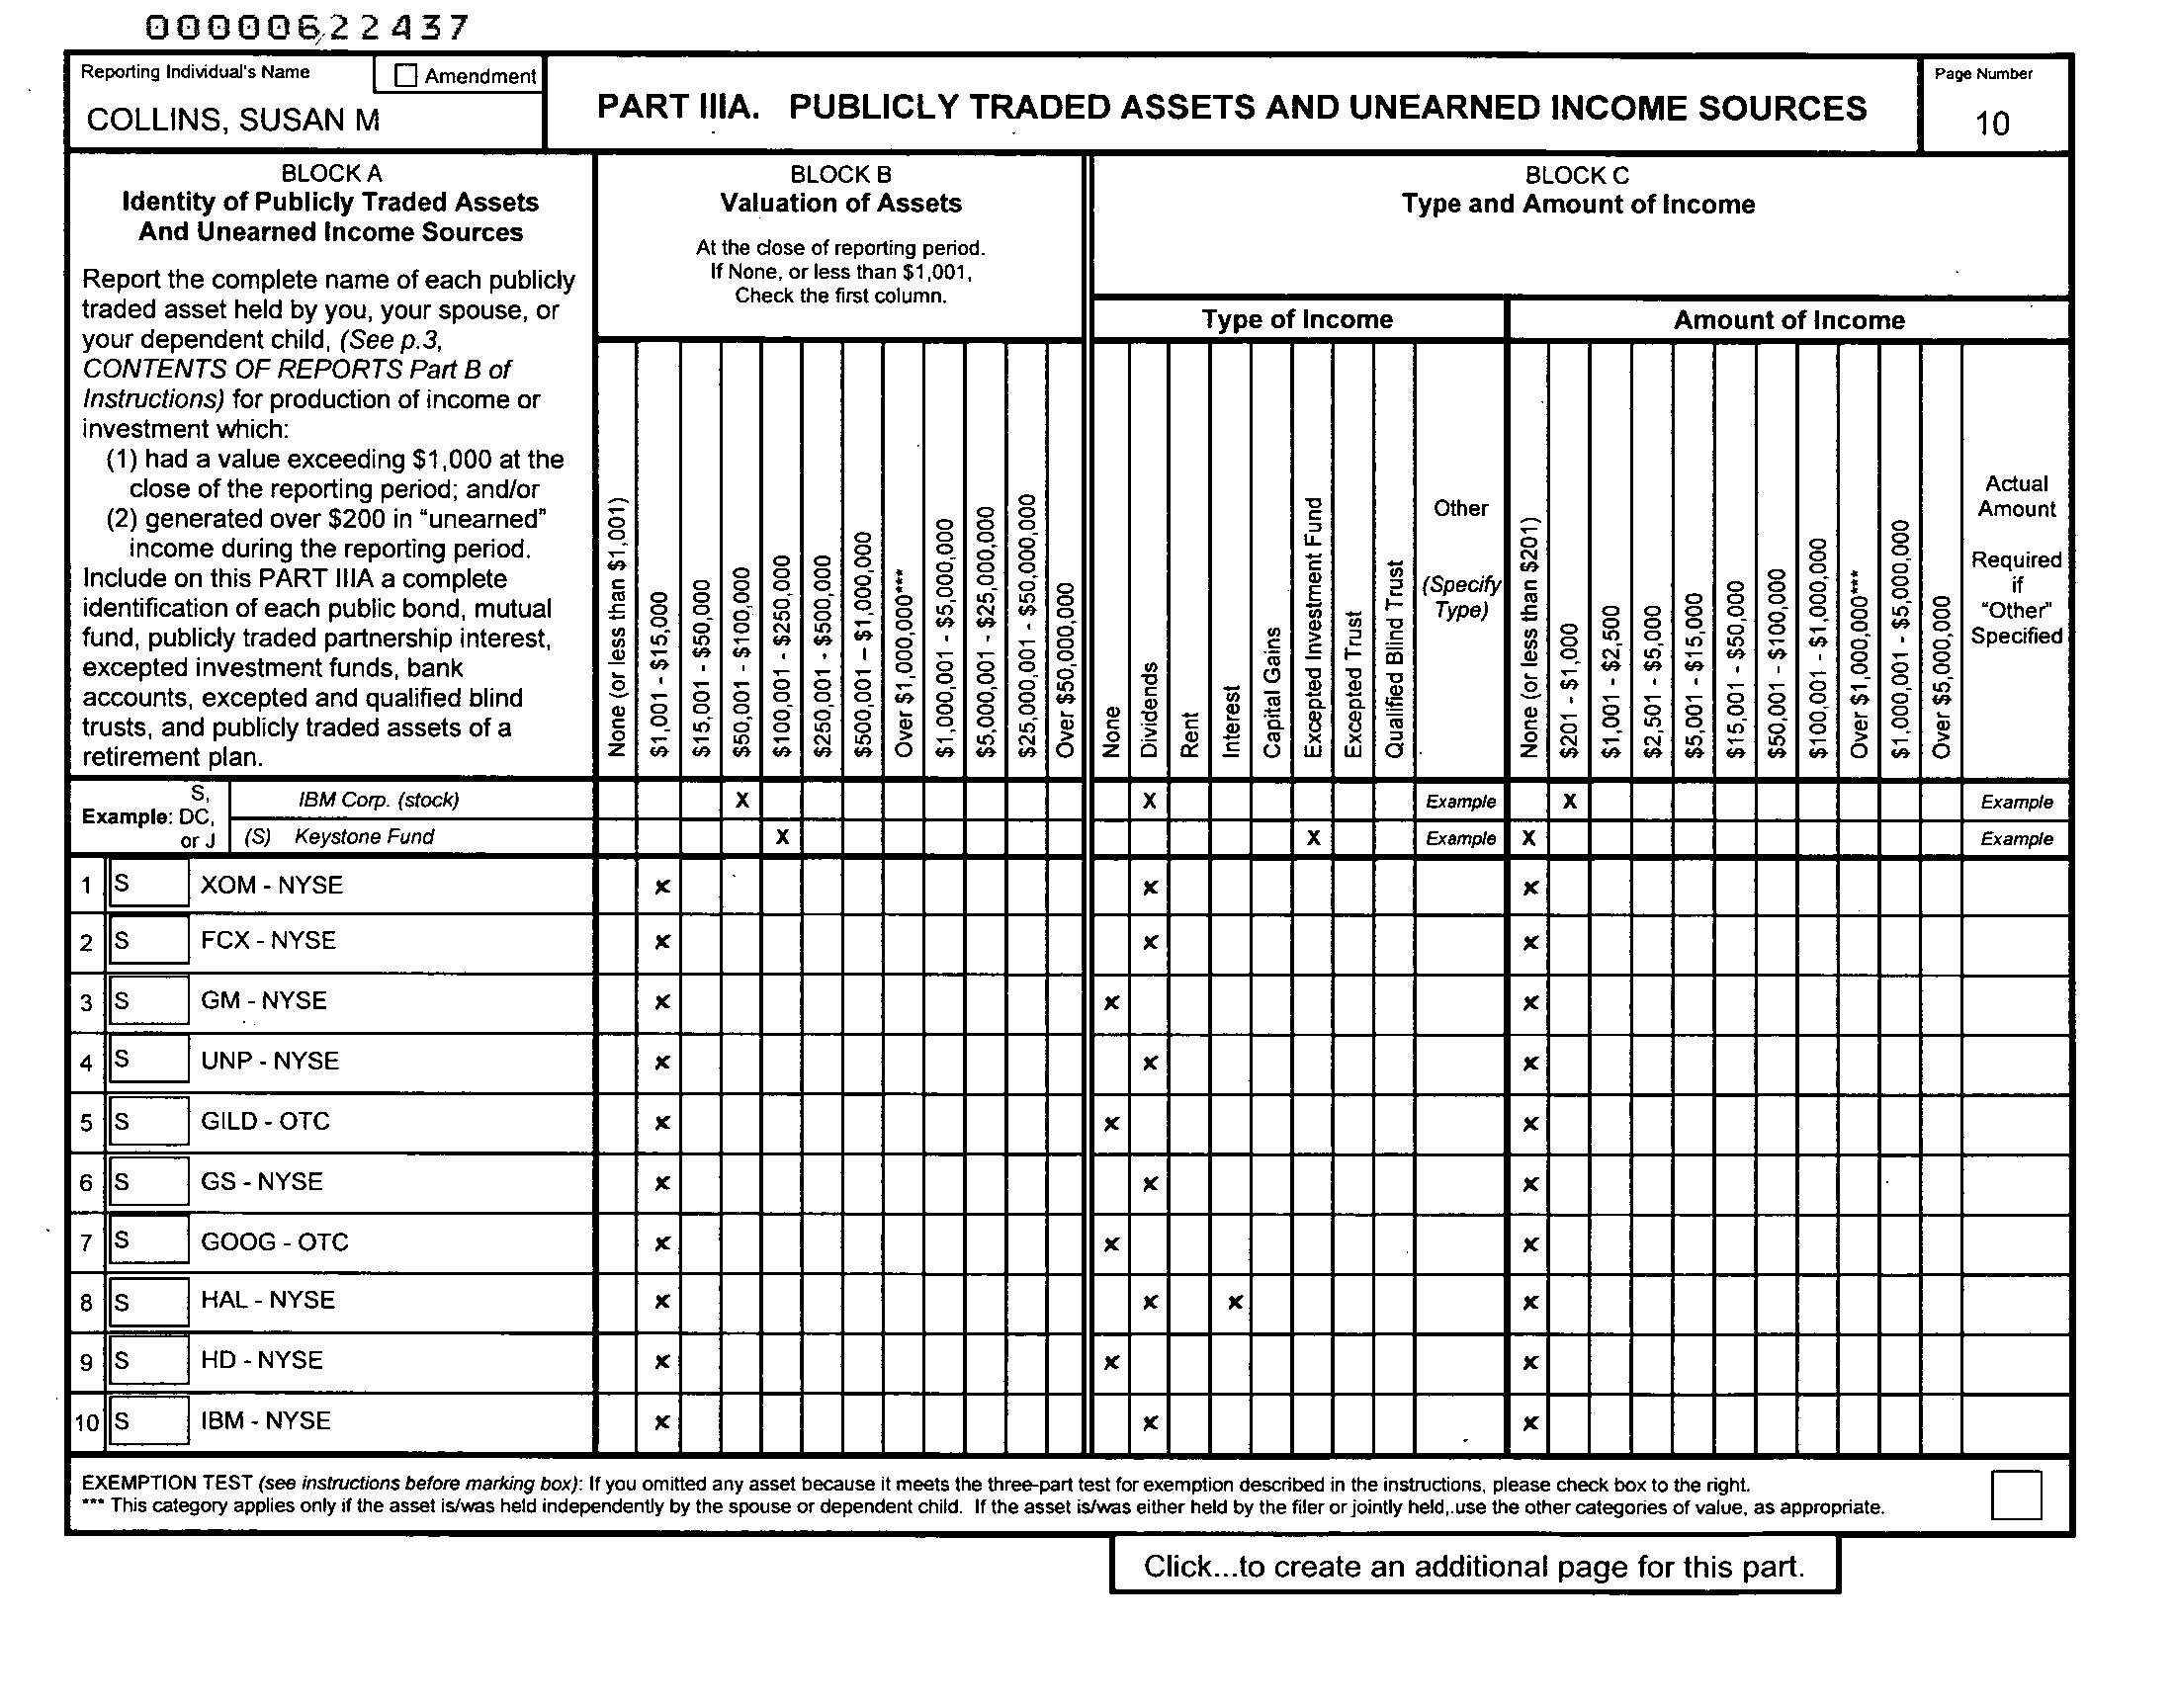 00000622437
Reporting Individual's Name
Amendment
COLLINS, SUSAN M
PART IIIA. PUBLICLY TRADED ASSETS AND UNEARNED INCOME SOURCES
Page Number
10
BLOCK A
Identity of Publicly Traded Assets
And Unearned Income Sources
Report the complete name of each publicly
traded asset held by you, your spouse, or
your dependent child, (See p.3,
CONTENTS OF REPORTS Part B of
Instructions) for production of income or
investment which:
(1) had a value exceeding $1,000 at the
close of the reporting period; and/or
(2) generated over $200 in "unearned"
income during the reporting period.
Include on this PART IIIA a complete
identification of each public bond, mutual
fund, publicly traded partnership interest,
excepted investment funds, bank
accounts, excepted and qualified blind
trusts, and publicly traded assets of a
retirement plan.
BLOCK B
Valuation of Assets
At the close of reporting period.
If None, or less than $1,001,
Check the first column.
None (or less than $1,001)
$1,001 - $15,000
$15,001 - $50,000
$50,001 - $100,000
$100,001 - $250,000
$250,001 - $500,000
$500,001 – $1,000,000
Over $1,000,000***
$1,000,001 - $5,000,000
$5,000,001 - $25,000,000
$25,000,001 - $50,000,000
Over $50,000,000
BLOCK C
Type and Amount of Income
Type of Income
None
Dividends
Rent
Interest
Capital Gains
Excepted Investment Fund
Excepted Trust
Qualified Blind Trust
Other
(Specify
Type)
Amount of Income
None (or less than $201)
$201 - $1,000
$1,001 - $2,500
$2,501 - $5,000
$5,001 - $15,000
$15,001 - $50,000
$50,001 - $100,000
$100,001 - $1,000,000
Over $1,000,000***
$1,000,001 - $5,000,000
Over $5,000,000
Actual
Amount
Required
if
"Other"
Specified
Example: S, DC, or J
IBM Corp. (stock) X X Example X Example
(S) Keystone Fund X X Example X Example
1 S XOM - NYSE x x x
2 S FCX - NYSE x x x
3 S GM - NYSE x x x
4 S UNP - NYSE x x x
5 S GILD - OTC x x x
6 S GS - NYSE x x x
7 S GOOG - OTC x x x
8 S HAL - NYSE x x x x
9 S HD - NYSE x x x
10 S IBM - NYSE x x x
EXEMPTION TEST (see instructions before marking box): If you omitted any asset because it meets the three-part test for exemption described in the instructions, please check box to the right.
*** This category applies only if the asset is/was held independently by the spouse or dependent child. If the asset is/was either held by the filer or jointly held, use the other categories of value, as appropriate.
Click...to create an additional page for this part.